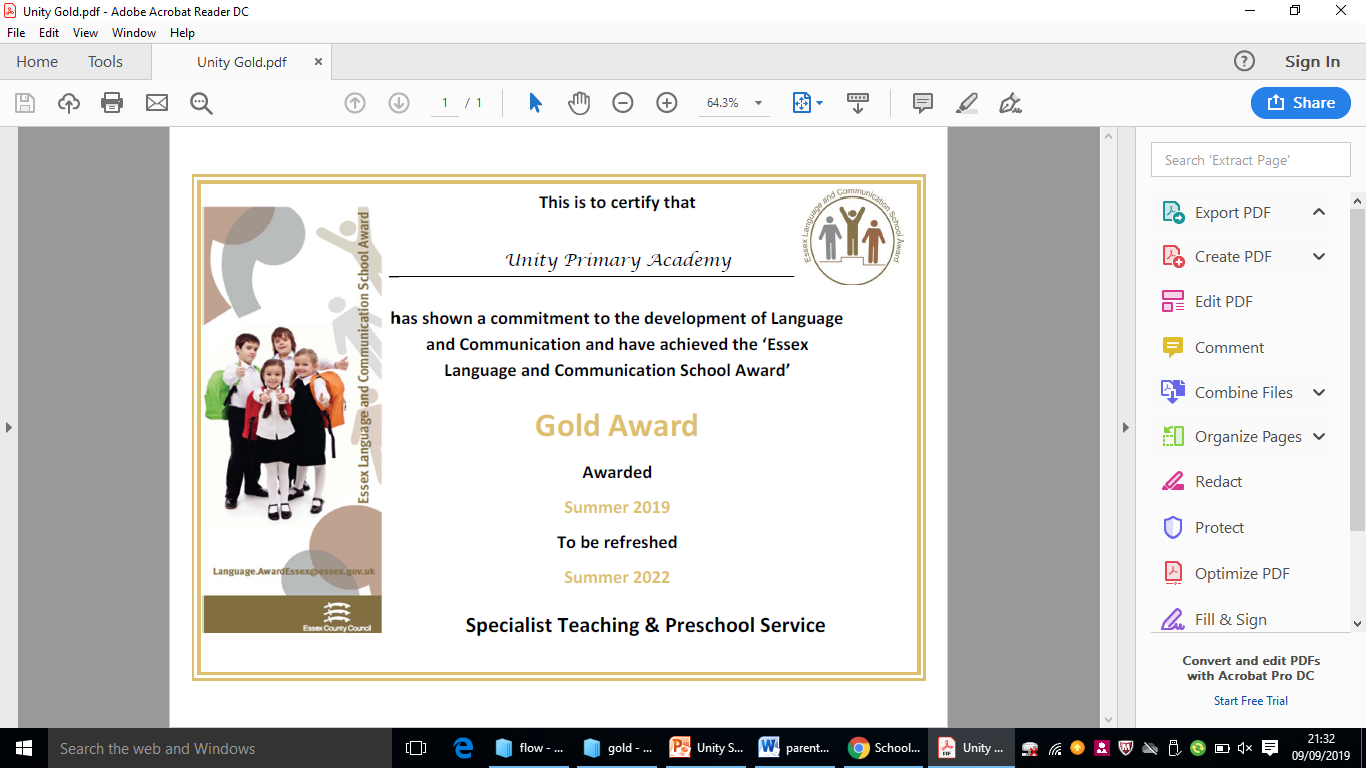 Unity Gold.pdf - Adobe Acrobat Reader DC
File Edit View Window Help
Home Tools Unity Gold.pdf Sign In
1 / 1 64.3% Share
This is to certify that
Unity Primary Academy
has shown a commitment to the development of Language
and Communication and have achieved the ‘Essex
Language and Communication School Award’
Gold Award
Awarded
Summer 2019
To be refreshed
Summer 2022
Specialist Teaching & Preschool Service
Essex Language and Communication School Award
Essex Language and Communication School Award
Language.AwardEssex@essex.gov.uk
Essex County Council
Search 'Extract Page'
Export PDF
Create PDF
Edit PDF
Comment
Combine Files
Organize Pages
Redact
Protect
Optimize PDF
Fill & Sign
Convert and edit PDFs
with Acrobat Pro DC
Start Free Trial
Search the web and Windows
flow - ...
gold - ...
Unity S...
parent...
School...
Unity ...
21:32
09/09/2019